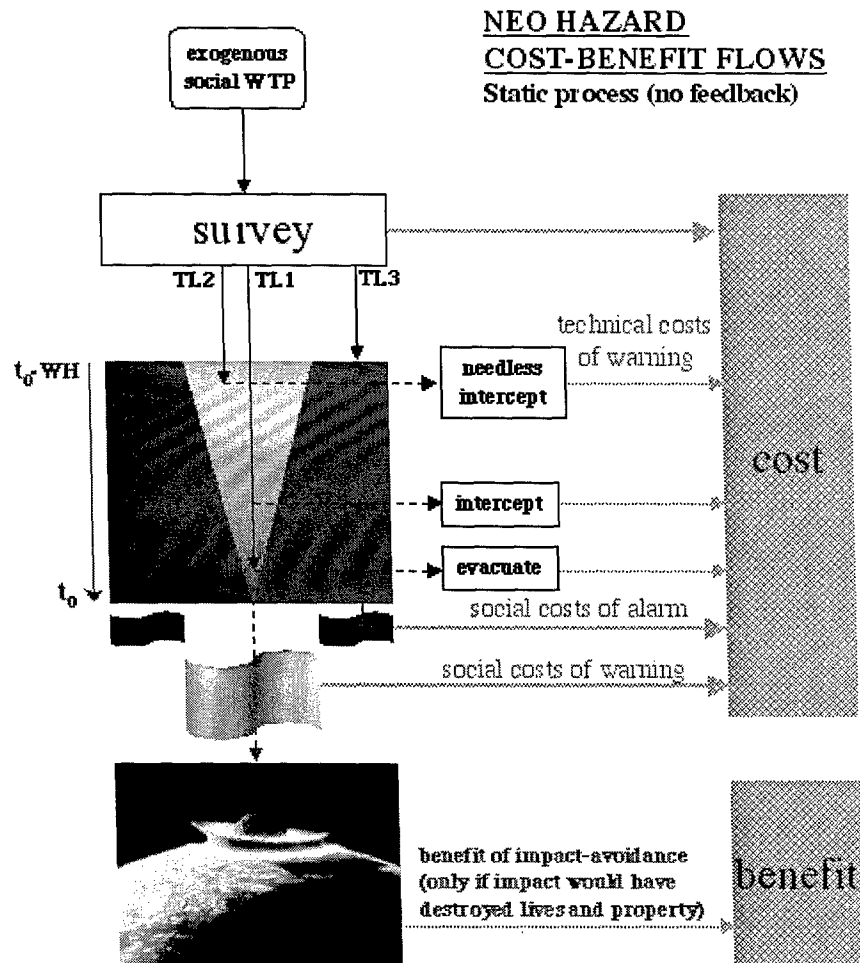 NEO HAZARD
COST-BENEFIT FLOWS
Static process (no feedback)
exogenous
social WTP
survey
TL2
TL1
TL3
t₀-WH
technical costs
of warning
needless
intercept
cost
intercept
evacuate
t₀
social costs of alarm
social costs of warning
benefit of impact-avoidance
(only if impact would have
destroyed lives and property)
benefit